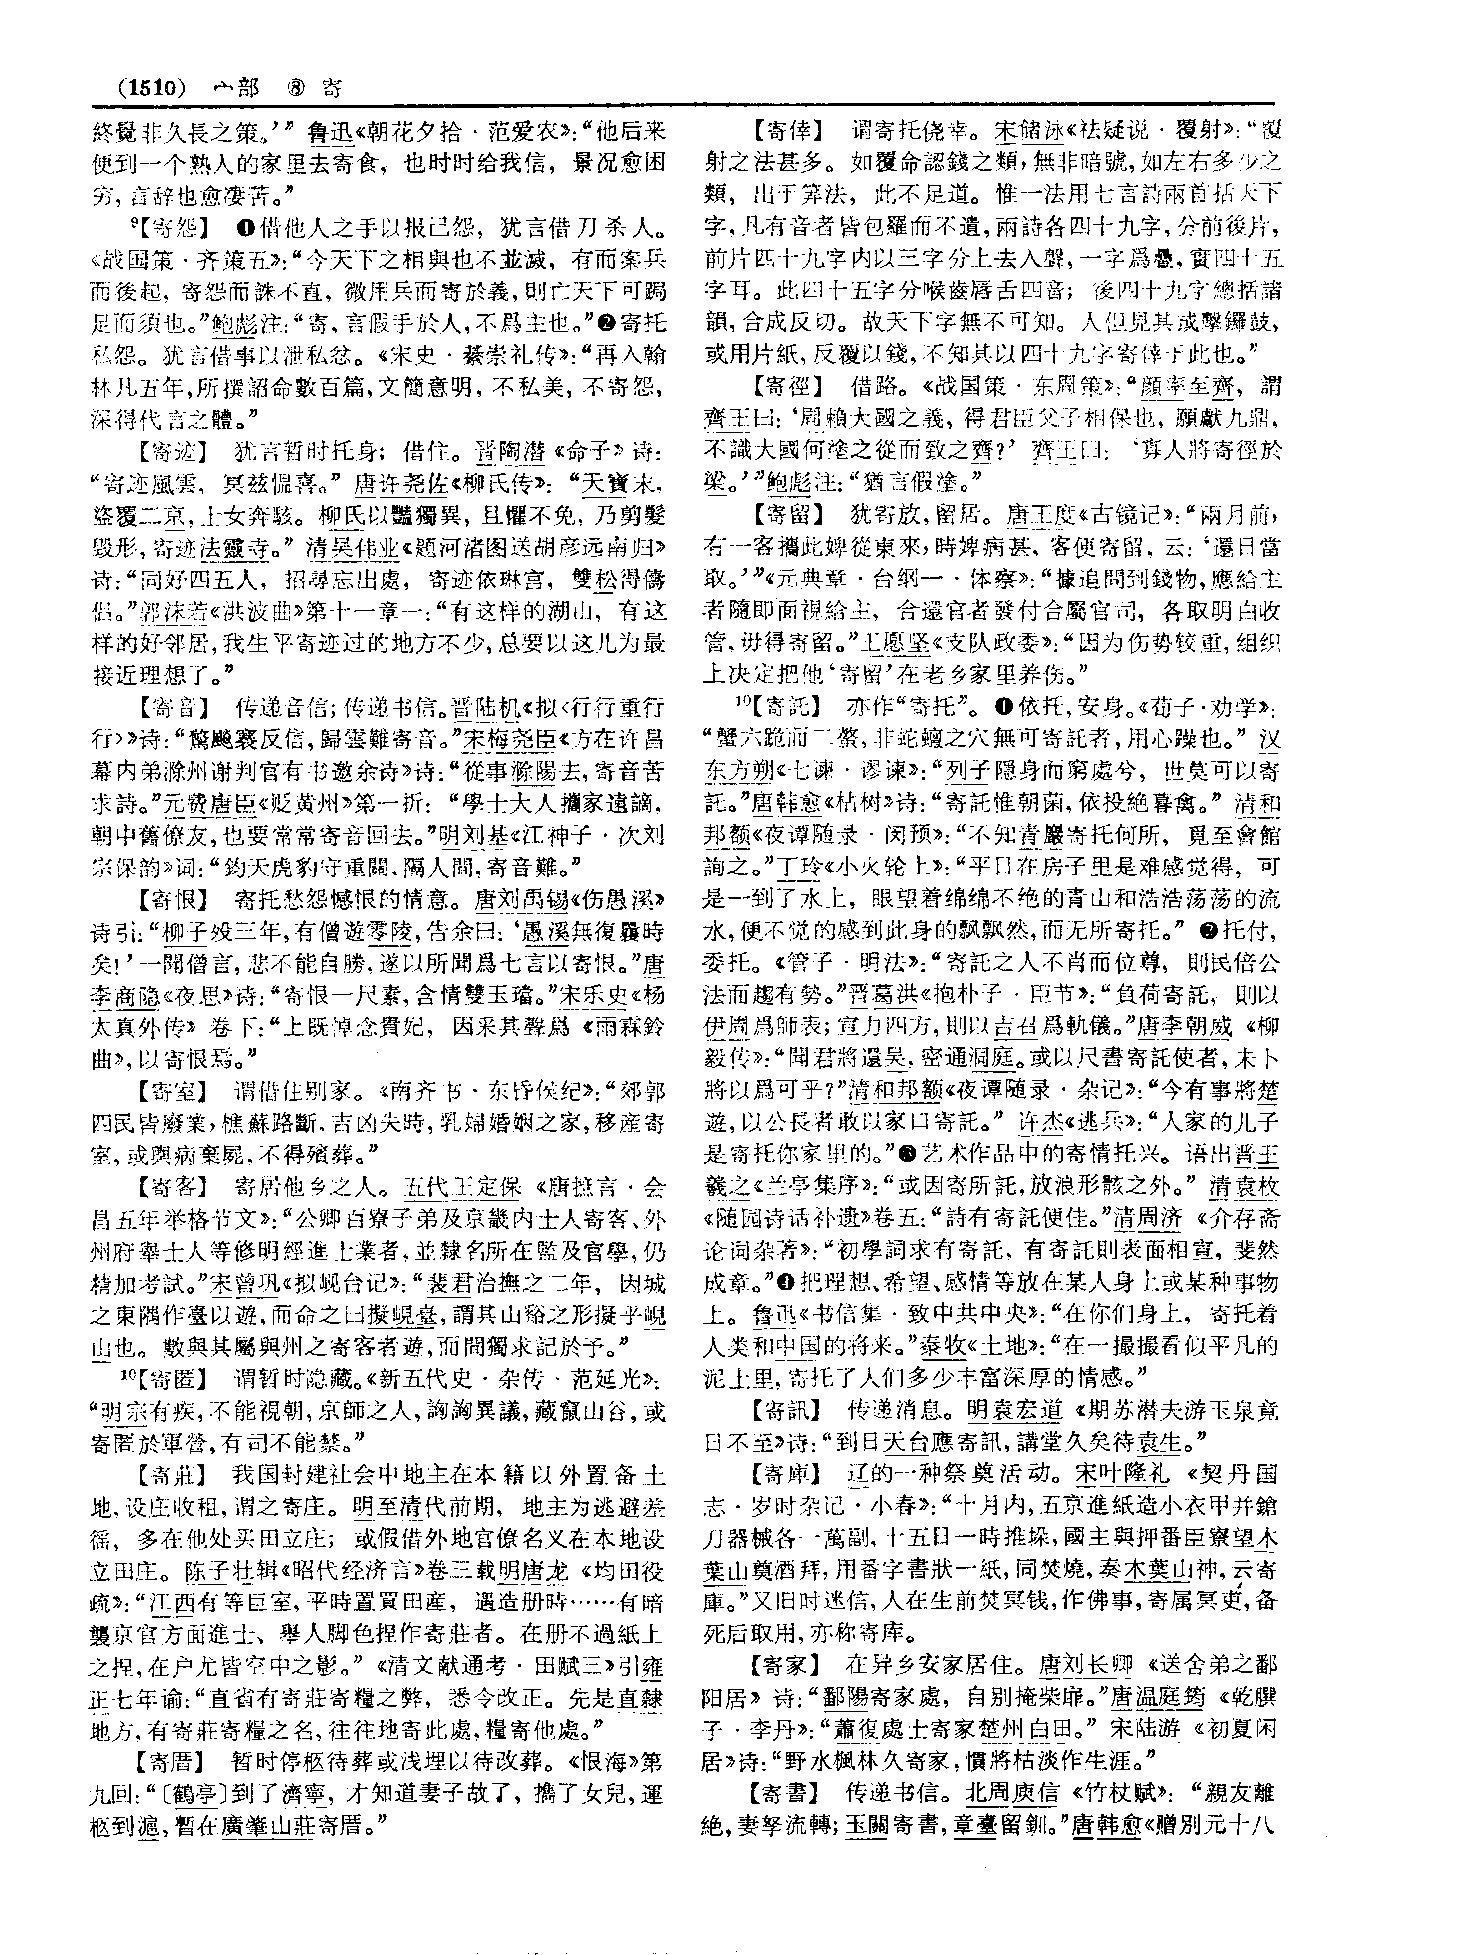 (1510) 宀部 ⑧ 寄
終覺非久長之策。’” 鲁迅《朝花夕拾·范爱农》：“他后来
便到一个熟人的家里去寄食，也时时给我信，景况愈困
穷，言辞也愈凄苦。”
⁹【寄怨】 ❶借他人之手以报己怨，犹言借刀杀人。
《战国策·齐策五》：“今天下之相與也不並滅，有而案兵
而後起，寄怨而誅不直，微用兵而寄於義，則亡天下可跼
足而須也。”鲍彪注：“寄，言假手於人，不爲主也。”❷寄托
私怨。犹言借事以泄私忿。《宋史·綦崇礼传》：“再入翰
林凡五年，所撰詔命數百篇，文簡意明，不私美，不寄怨，
深得代言之體。”
【寄迹】 犹言暂时托身；借住。晋陶潜《命子》诗：
“寄迹風雲，冥兹愠喜。”唐许尧佐《柳氏传》：“天寶末，
盜覆二京，士女奔駭。柳氏以豔獨異，且懼不免，乃剪髮
毁形，寄迹法靈寺。”清吴伟业《题河渚图送胡彦远南归》
诗：“同好四五人，招尋忘出處，寄迹依琳宫，雙松得儔
侣。”郭沫若《洪波曲》第十一章一：“有这样的湖山，有这
样的好邻居，我生平寄迹过的地方不少，总要以这儿为最
接近理想了。”
【寄音】 传递音信；传递书信。晋陆机《拟〈行行重行
行〉》诗：“驚飈褰反信，歸雲難寄音。”宋梅尧臣《方在许昌
幕内弟滁州谢判官有书邀余诗》诗：“從事滁陽去，寄音苦
求詩。”元费唐臣《贬黄州》第一折：“學士大人攜家遠謫，
朝中舊僚友，也要常常寄音回去。”明刘基《江神子·次刘
宗保韵》词：“鈞天虎豹守重關、隔人間，寄音難。”
【寄恨】 寄托愁怨憾恨的情意。唐刘禹锡《伤愚溪》
诗引：“柳子殁三年，有僧遊零陵，告余曰：‘愚溪無復曩時
矣！’一聞僧言，悲不能自勝，遂以所聞爲七言以寄恨。”唐
李商隐《夜思》诗：“寄恨一尺素，含情雙玉璫。”宋乐史《杨
太真外传》卷下：“上既悼念貴妃，因采其聲爲《雨霖鈴
曲》，以寄恨焉。”
【寄室】 谓借住别家。《南齐书·东昏侯纪》：“郊郭
四民皆廢業，樵蘇路斷，吉凶失時，乳婦婚姻之家，移産寄
室，或輿病棄屍，不得殯葬。”
【寄客】 寄居他乡之人。五代王定保《唐摭言·会
昌五年举格节文》：“公卿百寮子弟及京畿内士人寄客、外
州府舉士人等修明經進士業者，並隸名所在監及官學，仍
精加考試。”宋曾巩《拟岘台记》：“裴君治撫之二年，因城
之東隅作臺以遊，而命之曰擬峴臺，謂其山谿之形擬乎峴
山也。數與其屬與州之寄客者遊，而間獨求記於予。”
¹⁰【寄匿】 谓暂时隐藏。《新五代史·杂传·范延光》：
“明宗有疾，不能視朝，京師之人，訩訩異議，藏竄山谷，或
寄匿於軍營，有司不能禁。”
【寄莊】 我国封建社会中地主在本籍以外置备土
地，设庄收租，谓之寄庄。明至清代前期，地主为逃避差
徭，多在他处买田立庄；或假借外地官僚名义在本地设
立田庄。陈子壮辑《昭代经济言》卷三载明唐龙《均田役
疏》：“江西有等巨室，平時置買田産，遇造册時……有暗
襲京官方面進士、舉人脚色捏作寄莊者。在册不過紙上
之捏，在户尤皆空中之影。”《清文献通考·田赋三》引雍
正七年谕：“直省有寄莊寄糧之弊，悉令改正。先是直隸
地方，有寄莊寄糧之名，往往地寄此處，糧寄他處。”
【寄厝】 暂时停柩待葬或浅埋以待改葬。《恨海》第
九回：“〔鹤亭〕到了濟寧，才知道妻子故了，攜了女兒，運
柩到滬，暫在廣肇山莊寄厝。”
【寄倖】 谓寄托侥幸。宋储泳《祛疑说·覆射》：“覆
射之法甚多。如覆命認錢之類，無非暗號，如左右多少之
類，出于筭法，此不足道。惟一法用七言詩兩首括天下
字，凡有音者皆包羅而不遺，兩詩各四十九字，分前後片，
前片四十九字内以三字分上去入聲，一字爲疊，實四十五
字耳。此四十五字分喉齒唇舌四音；後四十九字總括諸
韻，合成反切。故天下字無不可知。人但見其或擊鑼鼓，
或用片紙，反覆以錢，不知其以四十九字寄倖于此也。”
【寄徑】 借路。《战国策·东周策》：“顔率至齊，謂
齊王曰：‘周賴大國之義，得君臣父子相保也，願獻九鼎，
不識大國何塗之從而致之齊？’齊王曰：‘寡人將寄徑於
梁。’”鲍彪注：“猶言假塗。”
【寄留】 犹寄放，留居。唐王度《古镜记》：“兩月前，
有一客攜此婢從東來，時婢病甚，客便寄留，云：‘還日當
取。’”《元典章·台纲一·体察》：“據追問到錢物，應給主
者隨即面視給主，合還官者發付合屬官司，各取明白收
管，毋得寄留。”王愿坚《支队政委》：“因为伤势较重，组织
上决定把他‘寄留’在老乡家里养伤。”
¹⁰【寄託】 亦作“寄托”。❶依托，安身。《荀子·劝学》：
“蟹六跪而二螯，非蛇蟺之穴無可寄託者，用心躁也。”汉
东方朔《七谏·谬谏》：“列子隱身而窮處兮，世莫可以寄
託。”唐韩愈《枯树》诗：“寄託惟朝菌，依投絶暮禽。”清和
邦额《夜谭随录·闵预》：“不知青巖寄托何所，覓至會館
詢之。”丁玲《小火轮上》：“平日在房子里是难感觉得，可
是一到了水上，眼望着绵绵不绝的青山和浩浩荡荡的流
水，便不觉的感到此身的飘飘然，而无所寄托。”❷托付，
委托。《管子·明法》：“寄託之人不肖而位尊，則民倍公
法而趨有勢。”晋葛洪《抱朴子·臣节》：“負荷寄託，則以
伊周爲師表；宣力四方，則以吉召爲軌儀。”唐李朝威《柳
毅传》：“聞君將還吴，密通洞庭。或以尺書寄託使者，未卜
將以爲可乎？”清和邦额《夜谭随录·杂记》：“今有事將楚
遊，以公長者敢以家口寄託。”许杰《逃兵》：“人家的儿子
是寄托你家里的。”❸艺术作品中的寄情托兴。语出晋王
羲之《兰亭集序》：“或因寄所託，放浪形骸之外。”清袁枚
《随园诗话补遗》卷五：“詩有寄託便佳。”清周济《介存斋
论词杂著》：“初學詞求有寄託，有寄託則表面相宣，斐然
成章。”❹把理想、希望、感情等放在某人身上或某种事物
上。鲁迅《书信集·致中共中央》：“在你们身上，寄托着
人类和中国的将来。”秦牧《土地》：“在一撮撮看似平凡的
泥土里，寄托了人们多少丰富深厚的情感。”
【寄訊】 传递消息。明袁宏道《期苏潜夫游玉泉竟
日不至》诗：“到日天台應寄訊，講堂久矣待袁生。”
【寄庫】 辽的一种祭奠活动。宋叶隆礼《契丹国
志·岁时杂记·小春》：“十月内，五京進紙造小衣甲并鎗
刀器械各一萬副，十五日一時推垛，國主與押番臣寮望木
葉山奠酒拜，用番字書狀一紙，同焚燒，奏木葉山神，云寄
庫。”又旧时迷信，人在生前焚冥钱，作佛事，寄属冥吏，备
死后取用，亦称寄库。
【寄家】 在异乡安家居住。唐刘长卿《送舍弟之鄱
阳居》诗：“鄱陽寄家處，自别掩柴扉。”唐温庭筠《乾𦠆
子·李丹》：“蕭復處士寄家楚州白田。”宋陆游《初夏闲
居》诗：“野水楓林久寄家，慣將枯淡作生涯。”
【寄書】 传递书信。北周庾信《竹杖赋》：“親友離
絶，妻孥流轉；玉關寄書，章臺留釧。”唐韩愈《赠别元十八